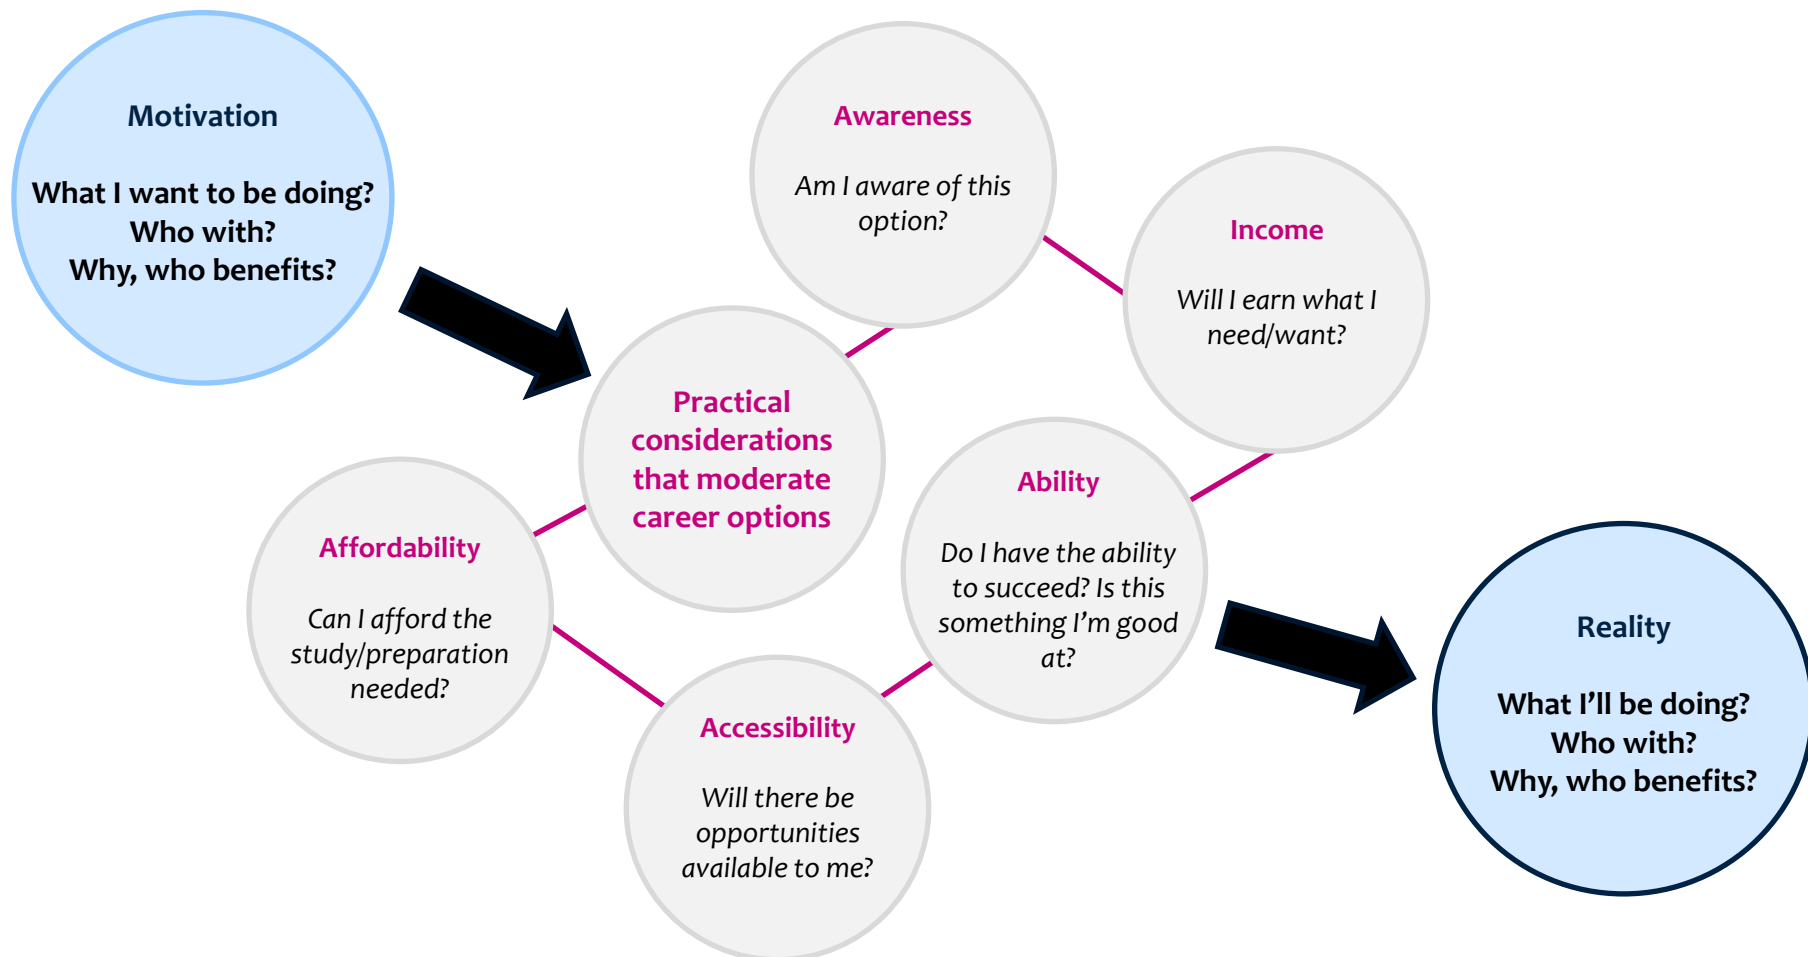 Motivation
What I want to be doing?
Who with?
Why, who benefits?
Awareness
Am I aware of this
option?
Income
Will I earn what I
need/want?
Practical
considerations
that moderate
career options
Ability
Do I have the ability
to succeed? Is this
something I'm good
at?
Affordability
Can I afford the
study/preparation
needed?
Accessibility
Will there be
opportunities
available to me?
Reality
What I'll be doing?
Who with?
Why, who benefits?